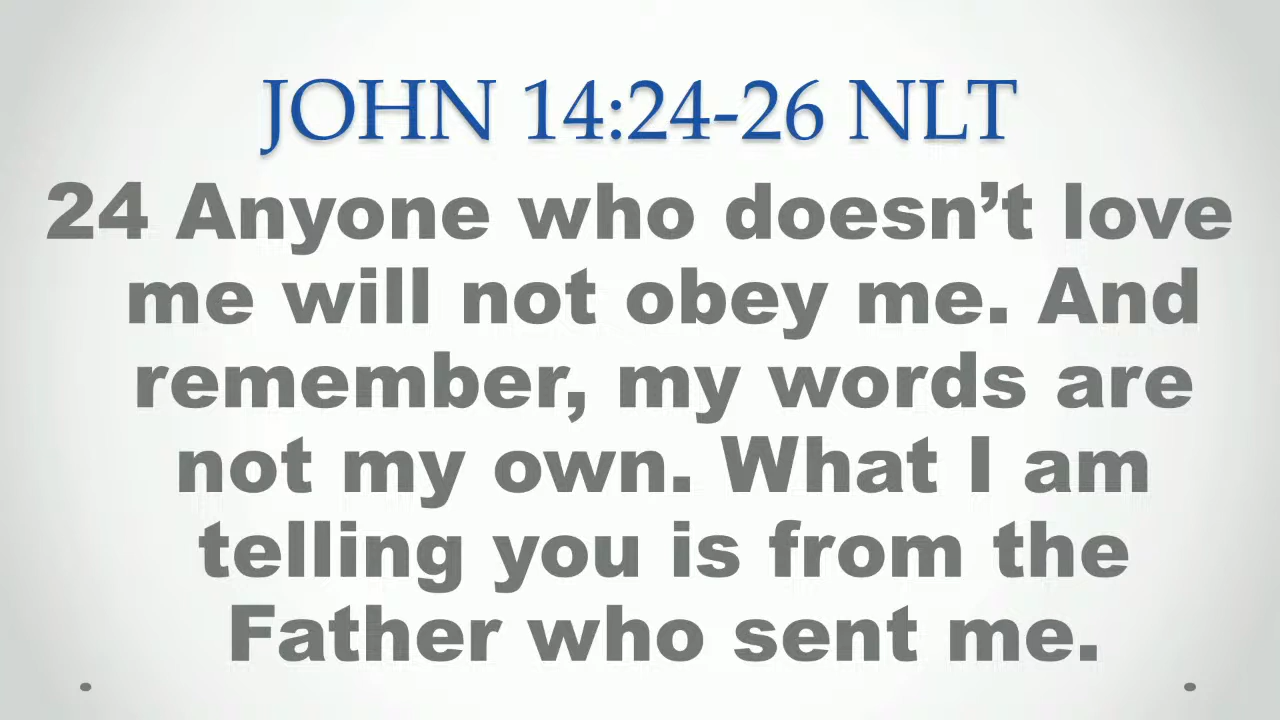 JOHN 14:24-26 NLT
24 Anyone who doesn’t love
me will not obey me. And
remember, my words are
not my own. What I am
telling you is from the
Father who sent me.